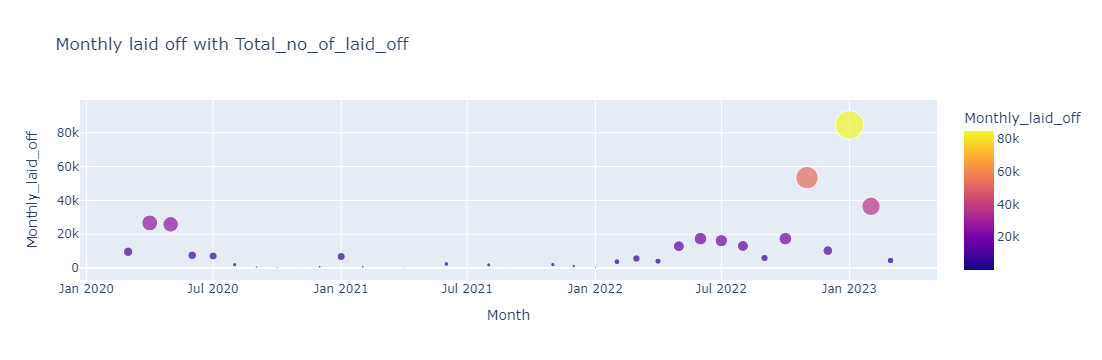 Monthly laid off with Total_no_of_laid_off
Monthly_laid_off
80k
60k
40k
20k
0
Jan 2020
Jul 2020
Jan 2021
Jul 2021
Jan 2022
Jul 2022
Jan 2023
Month
Monthly_laid_off
80k
60k
40k
20k